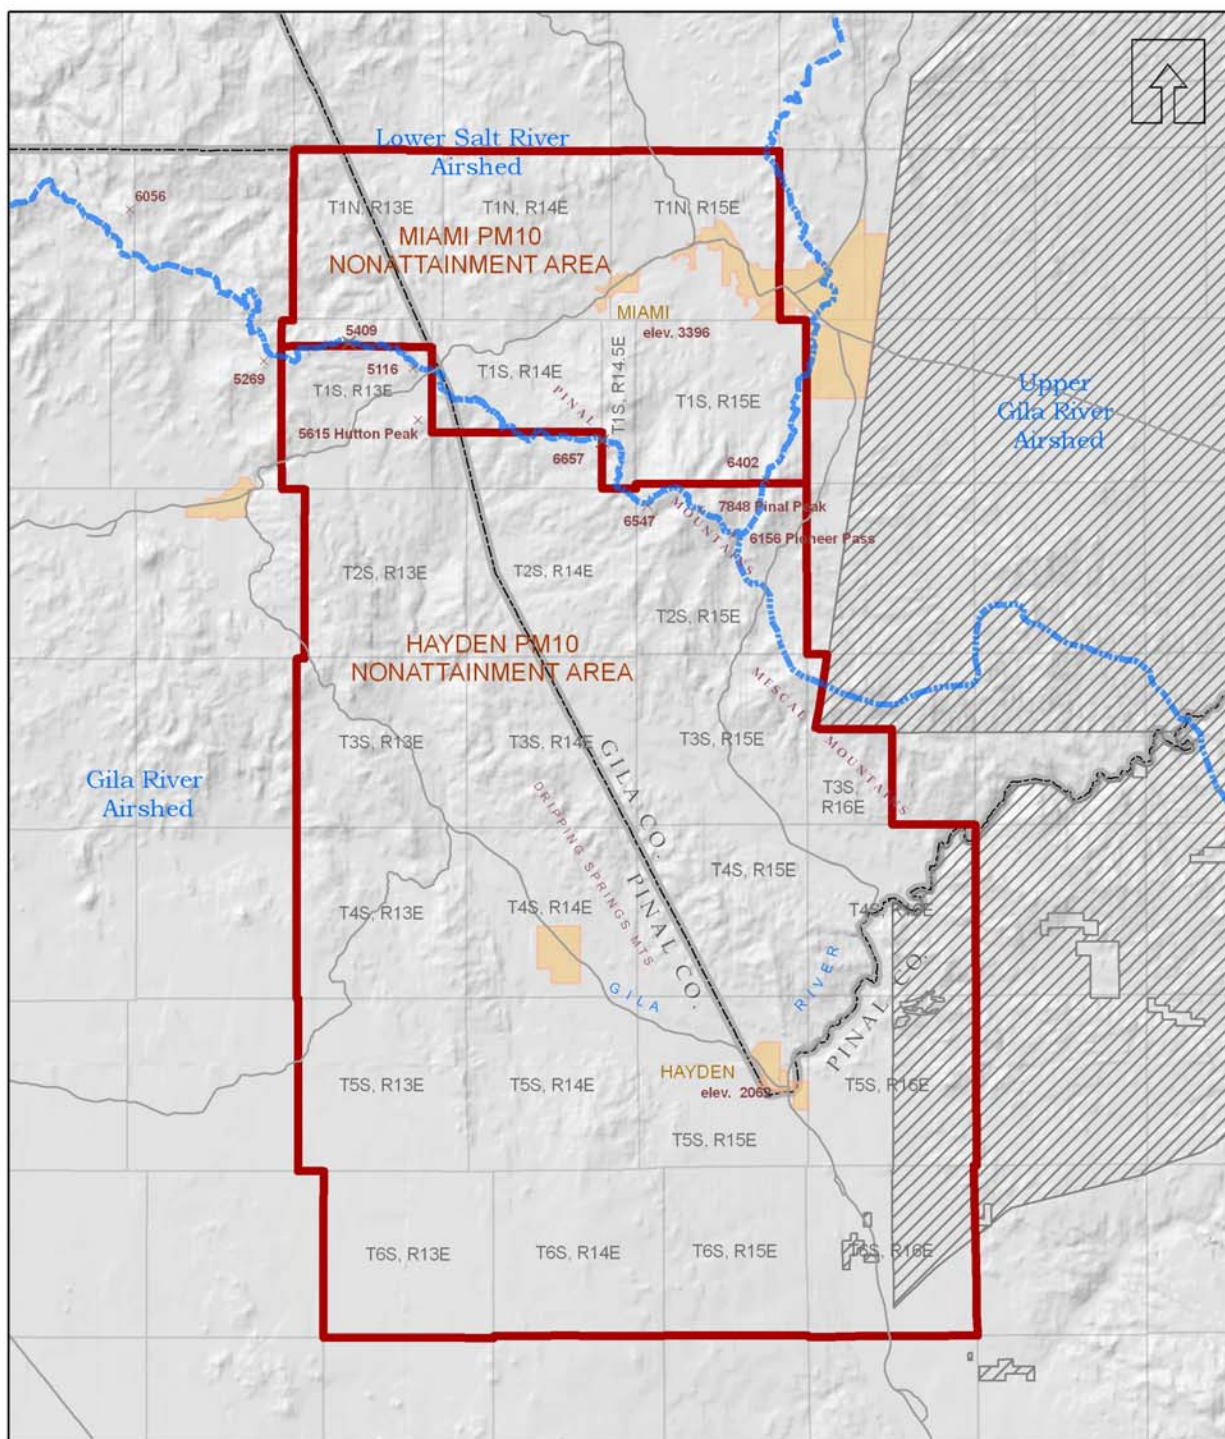 Lower Salt River
Airshed
6056
T1N, R13E
T1N, R14E
T1N, R15E
MIAMI PM10
NONATTAINMENT AREA
MIAMI
elev. 3396
5409
5269
5116
T1S, R13E
T1S, R14E
T1S, R14.5E
T1S, R15E
Upper
Gila River
Airshed
PINAL
5615 Hutton Peak
6657
6402
6547
MOUNTAINS
7848 Pinal Peak
6156 Pioneer Pass
T2S, R13E
T2S, R14E
T2S, R15E
HAYDEN PM10
NONATTAINMENT AREA
MESCAL MOUNTAINS
T3S, R13E
T3S, R14E
T3S, R15E
T3S,
R16E
Gila River
Airshed
GILA CO.
PINAL CO.
DRIPPING SPRINGS MTS
T4S, R15E
T4S, R13E
T4S, R14E
T4S, R16E
GILA
RIVER
PINAL CO.
HAYDEN
elev. 2062
T5S, R13E
T5S, R14E
T5S, R16E
T5S, R15E
T6S, R13E
T6S, R14E
T6S, R15E
T6S, R16E